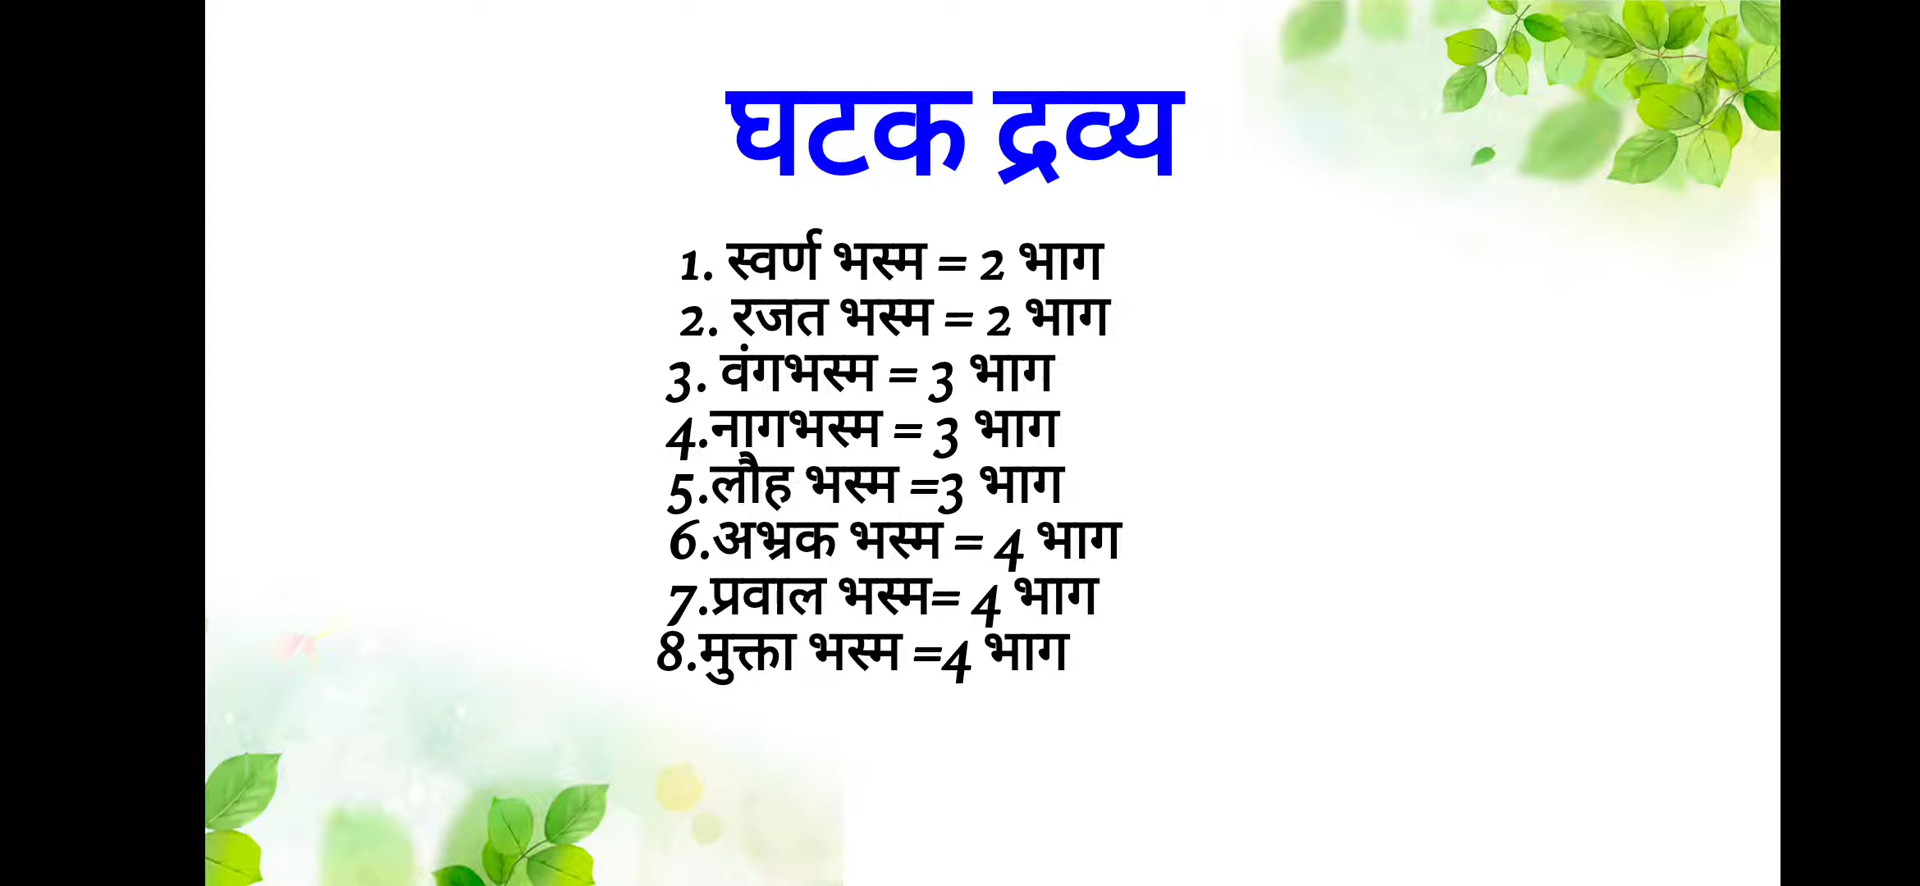 घटक द्रव्य
1. स्वर्ण भस्म = 2 भाग
2. रजत भस्म = 2 भाग
3. वंगभस्म = 3 भाग
4.नागभस्म = 3 भाग
5.लौह भस्म =3 भाग
6.अभ्रक भस्म = 4 भाग
7.प्रवाल भस्म= 4 भाग
8.मुक्ता भस्म =4 भाग